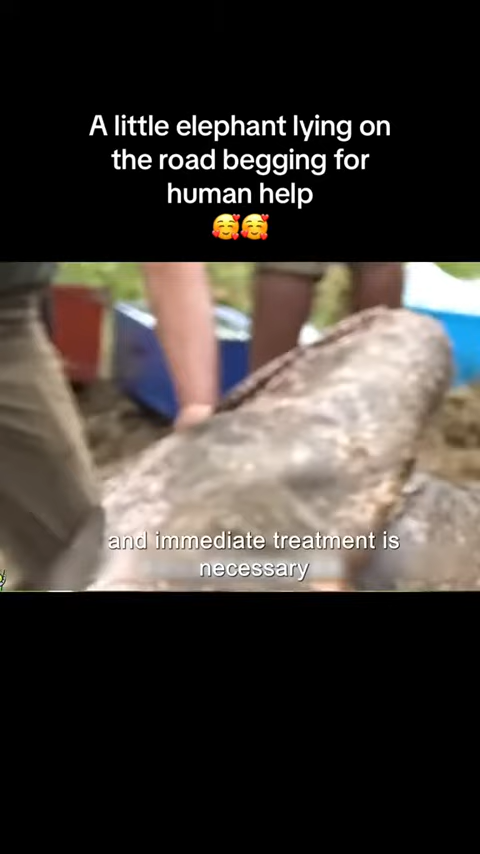 A little elephant lying on
the road begging for
human help
🥰🥰
and immediate treatment is
necessary